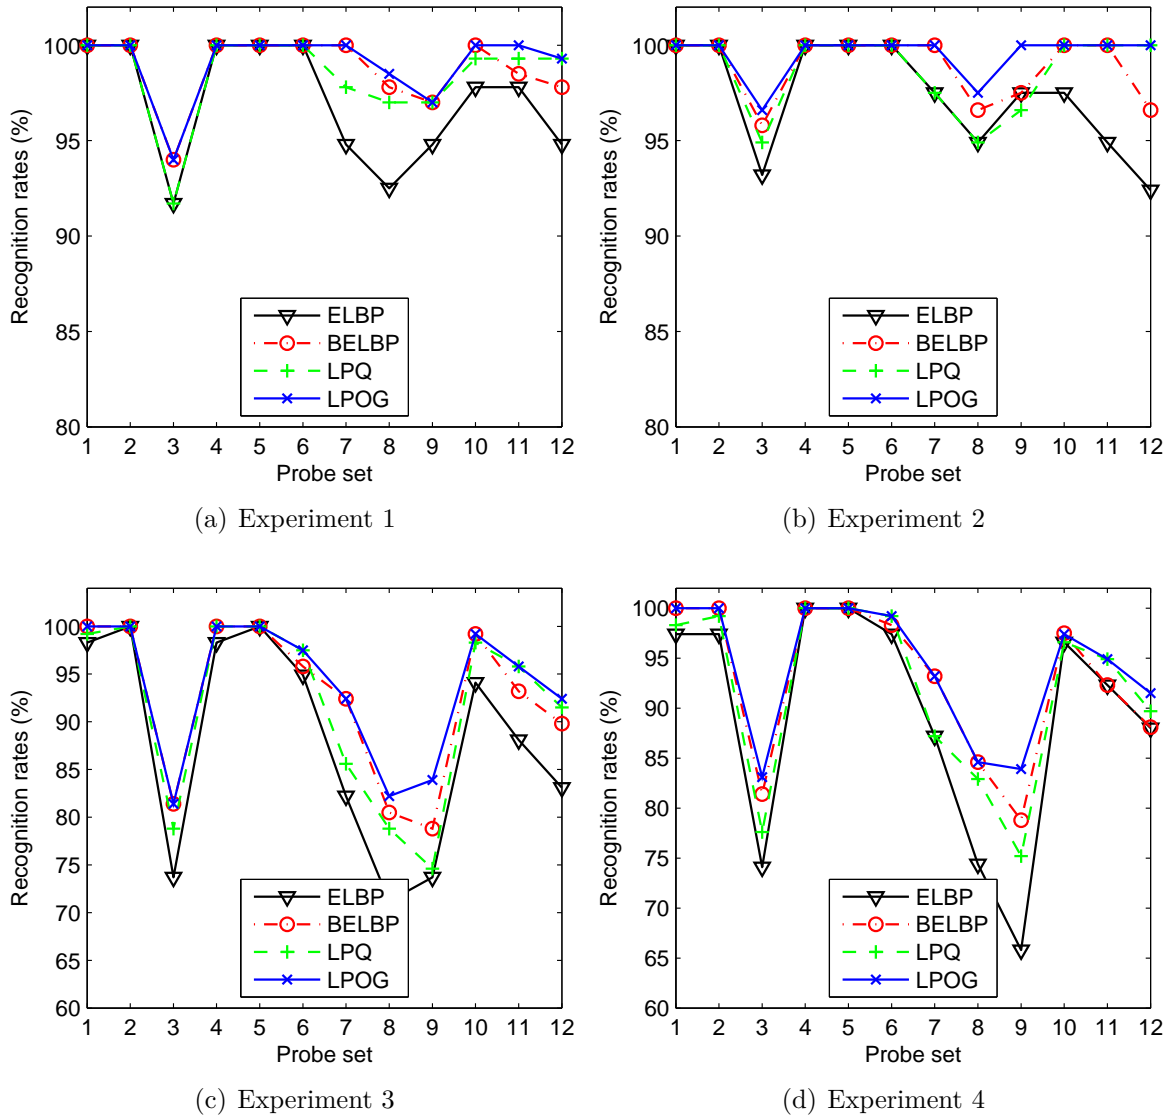 100
95
90
85
80
Recognition rates (%)
ELBP
BELBP
LPQ
LPOG
1 2 3 4 5 6 7 8 9 10 11 12
Probe set
(a) Experiment 1
100
95
90
85
80
Recognition rates (%)
ELBP
BELBP
LPQ
LPOG
1 2 3 4 5 6 7 8 9 10 11 12
Probe set
(b) Experiment 2
100
95
90
85
80
75
70
65
60
Recognition rates (%)
ELBP
BELBP
LPQ
LPOG
1 2 3 4 5 6 7 8 9 10 11 12
Probe set
(c) Experiment 3
100
95
90
85
80
75
70
65
60
Recognition rates (%)
ELBP
BELBP
LPQ
LPOG
1 2 3 4 5 6 7 8 9 10 11 12
Probe set
(d) Experiment 4